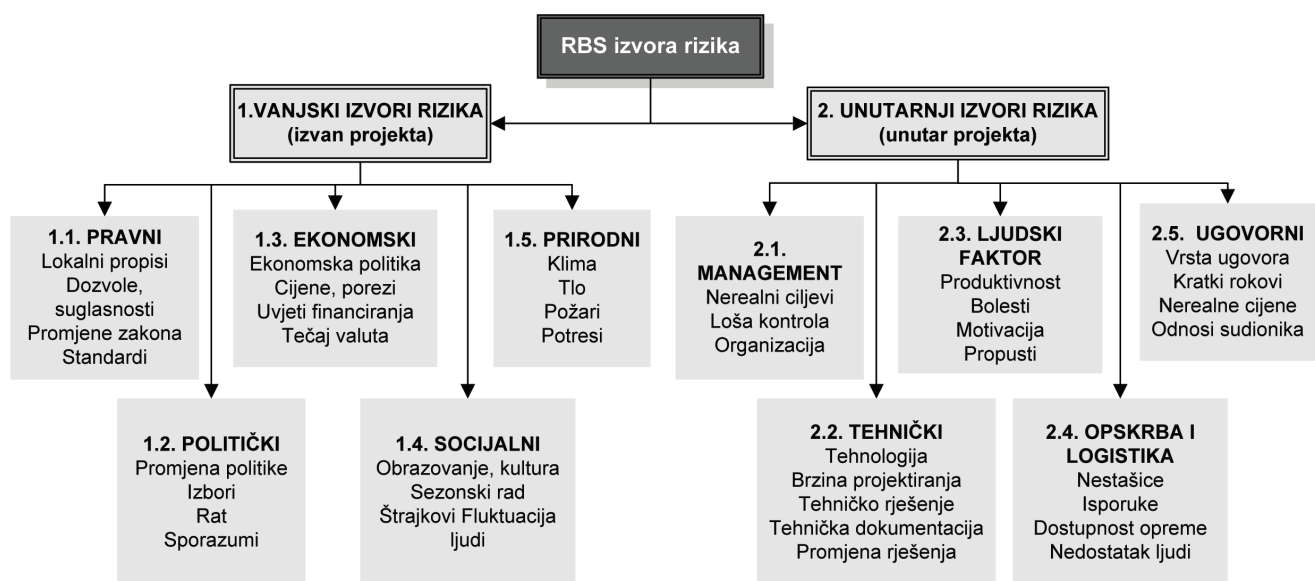 RBS izvora rizika
1.VANJSKI IZVORI RIZIKA
(izvan projekta)
2. UNUTARNJI IZVORI RIZIKA
(unutar projekta)
1.1. PRAVNI
Lokalni propisi
Dozvole,
suglasnosti
Promjene zakona
Standardi
1.2. POLITIČKI
Promjena politike
Izbori
Rat
Sporazumi
1.3. EKONOMSKI
Ekonomska politika
Cijene, porezi
Uvjeti financiranja
Tečaj valuta
1.4. SOCIJALNI
Obrazovanje, kultura
Sezonski rad
Štrajkovi Fluktuacija
ljudi
1.5. PRIRODNI
Klima
Tlo
Požari
Potresi
2.1.
MANAGEMENT
Nerealni ciljevi
Loša kontrola
Organizacija
2.2. TEHNIČKI
Tehnologija
Brzina projektiranja
Tehničko rješenje
Tehnička dokumentacija
Promjena rješenja
2.3. LJUDSKI
FAKTOR
Produktivnost
Bolesti
Motivacija
Propusti
2.4. OPSKRBA I
LOGISTIKA
Nestašice
Isporuke
Dostupnost opreme
Nedostatak ljudi
2.5. UGOVORNI
Vrsta ugovora
Kratki rokovi
Nerealne cijene
Odnosi sudionika